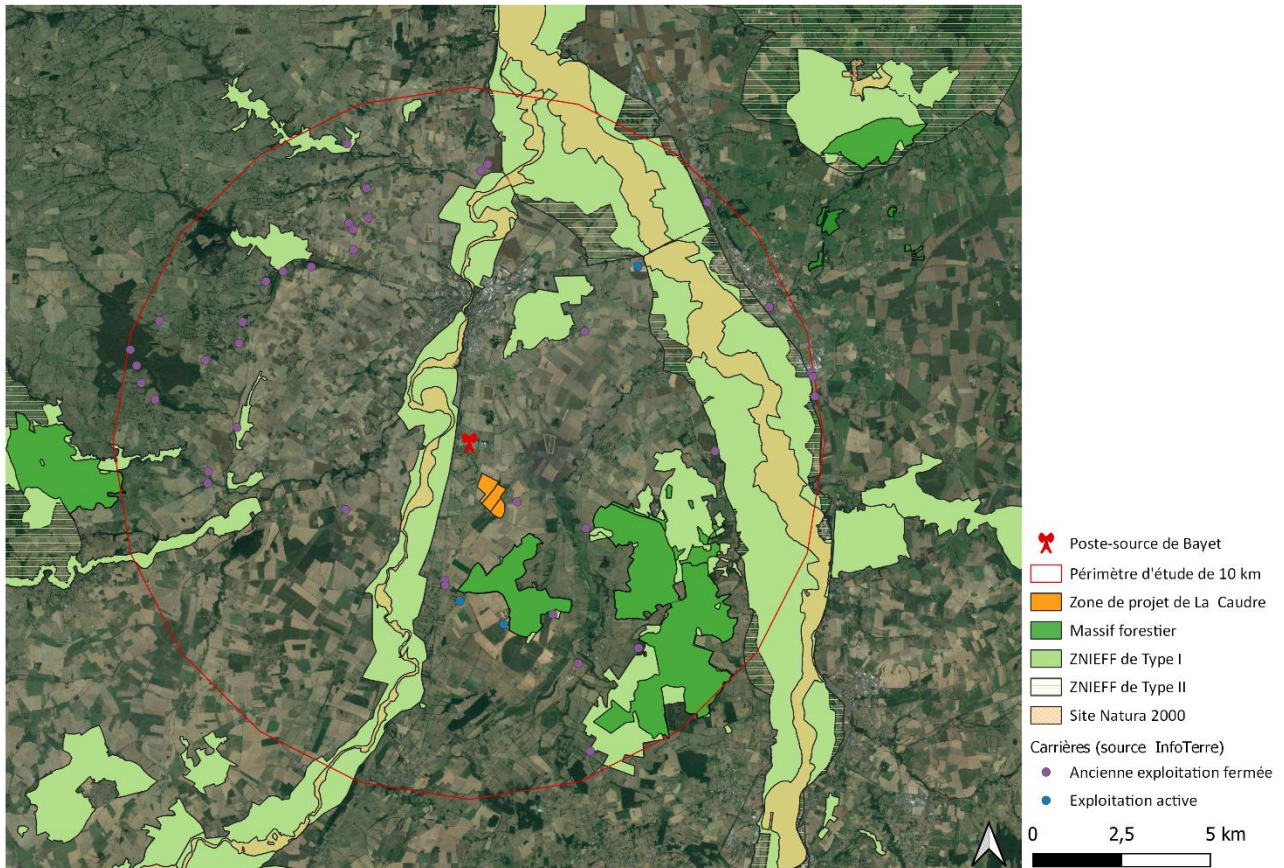 Poste-source de Bayet
Périmètre d'étude de 10 km
Zone de projet de La Caudre
Massif forestier
ZNIEFF de Type I
ZNIEFF de Type II
Site Natura 2000
Carrières (source InfoTerre)
Ancienne exploitation fermée
Exploitation active
0 2,5 5 km